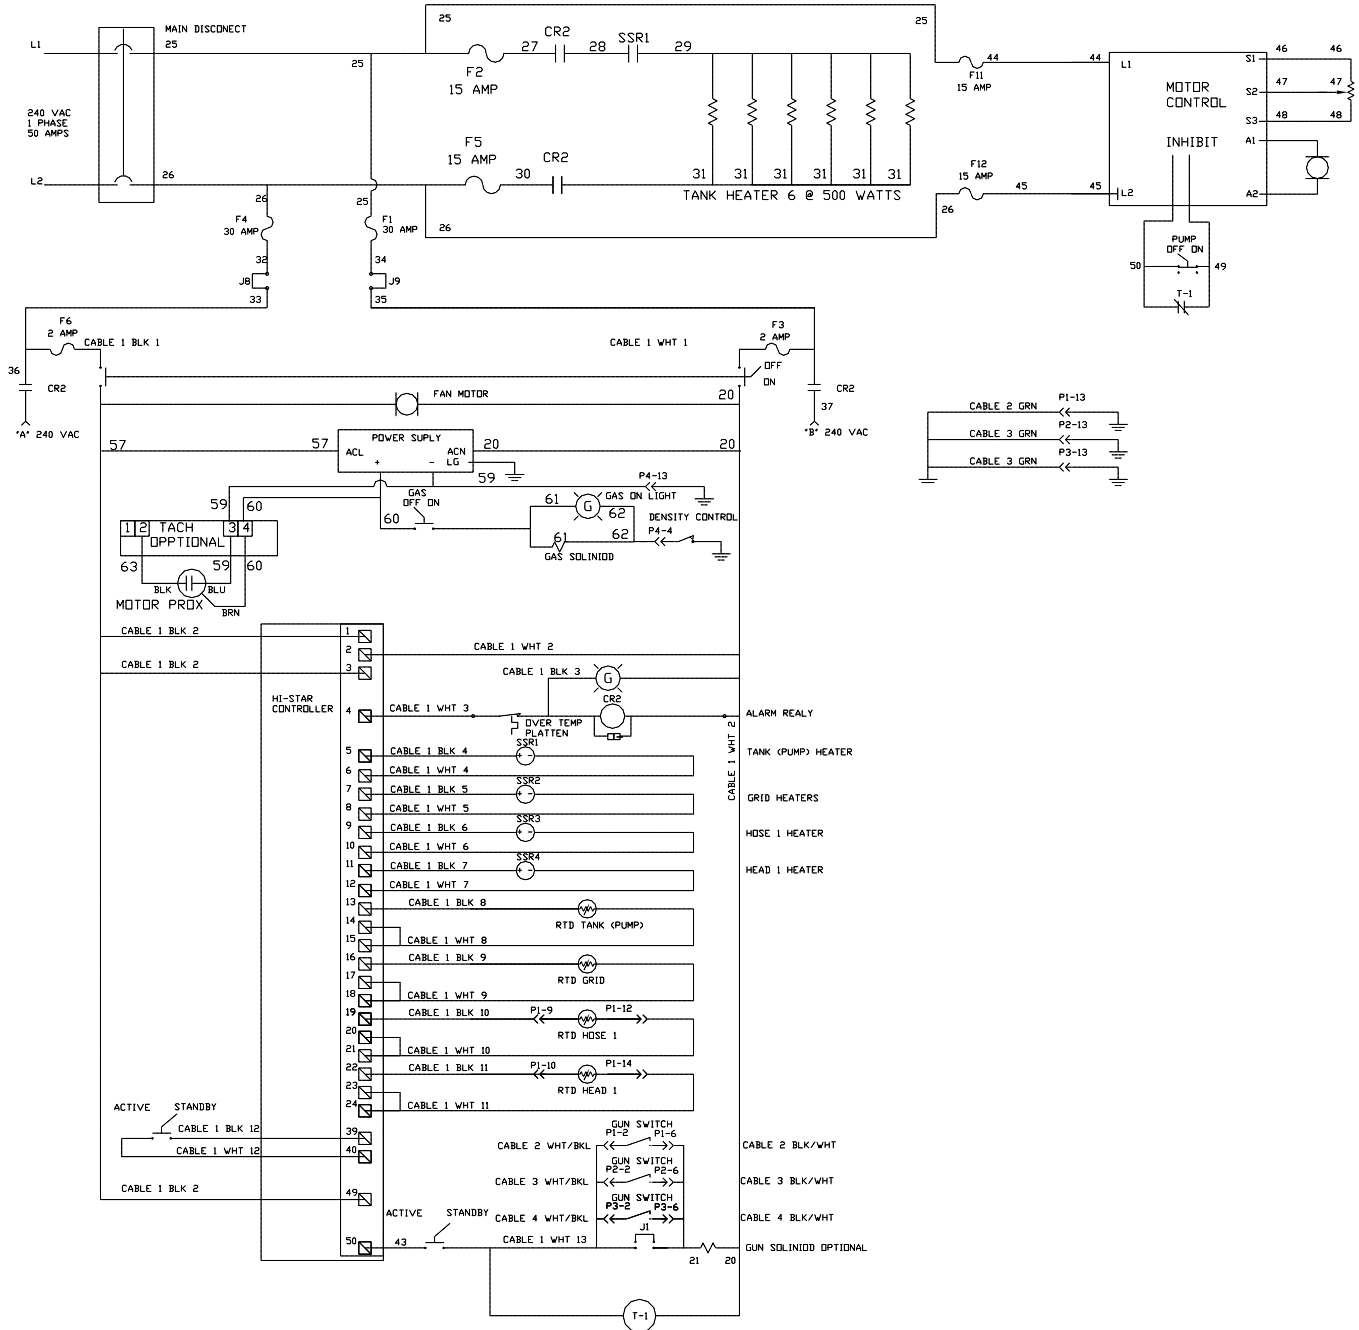 MAIN DISCONECT
25
25
25
L1
25
27
CR2
28
SSR1
29
F2
15 AMP
F11
15 AMP
44
44
L1
MOTOR
CONTROL
INHIBIT
S1
S2
S3
A1
A2
46
46
47
47
48
48
240 VAC
1 PHASE
50 AMPS
L2
26
F5
15 AMP
30
CR2
31
31
31
31
31
31
TANK HEATER 6 @ 500 WATTS
F12
15 AMP
45
45
L2
26
26
25
F4
30 AMP
F1
30 AMP
26
32
34
J8
J9
33
35
PUMP
OFF ON
50
49
T-1
F6
2 AMP
CABLE 1 BLK 1
CABLE 1 WHT 1
F3
2 AMP
OFF
ON
36
CR2
CR2
37
"A" 240 VAC
"B" 240 VAC
FAN MOTOR
20
CABLE 2 GRN
P1-13
CABLE 3 GRN
P2-13
CABLE 3 GRN
P3-13
57
57
POWER SUPLY
ACL
ACN
LG
+
-
20
20
59
P4-13
GAS
OFF ON
60
61
G
GAS ON LIGHT
62
DENSITY CONTROL
61
62
P4-4
GAS SOLINIOD
59
60
1 2
TACH
OPPTIONAL
3 4
63
59
60
BLK
BLU
BRN
MOTOR PROX
CABLE 1 BLK 2
1
2
CABLE 1 WHT 2
CABLE 1 BLK 2
3
CABLE 1 BLK 3
G
HI-STAR
CONTROLLER
4
CABLE 1 WHT 3
OVER TEMP
PLATTEN
CR2
ALARM REALY
CABLE 1 WHT 2
5
CABLE 1 BLK 4
SSR1
+ -
TANK (PUMP) HEATER
6
CABLE 1 WHT 4
7
CABLE 1 BLK 5
SSR2
+ -
GRID HEATERS
8
CABLE 1 WHT 5
9
CABLE 1 BLK 6
SSR3
+ -
HOSE 1 HEATER
10
CABLE 1 WHT 6
11
CABLE 1 BLK 7
SSR4
+ -
HEAD 1 HEATER
12
CABLE 1 WHT 7
13
CABLE 1 BLK 8
RTD TANK (PUMP)
14
15
CABLE 1 WHT 8
16
CABLE 1 BLK 9
RTD GRID
17
18
CABLE 1 WHT 9
19
CABLE 1 BLK 10
P1-9
P1-12
RTD HOSE 1
20
21
CABLE 1 WHT 10
22
CABLE 1 BLK 11
P1-10
P1-14
RTD HEAD 1
23
24
CABLE 1 WHT 11
ACTIVE
STANDBY
CABLE 1 BLK 12
39
CABLE 1 WHT 12
40
CABLE 1 BLK 2
49
GUN SWITCH
P1-2
P1-6
CABLE 2 WHT/BKL
CABLE 2 BLK/WHT
GUN SWITCH
P2-2
P2-6
CABLE 3 WHT/BKL
CABLE 3 BLK/WHT
GUN SWITCH
P3-2
P3-6
CABLE 4 WHT/BKL
CABLE 4 BLK/WHT
ACTIVE
STANDBY
J1
50
43
CABLE 1 WHT 13
21
20
GUN SOLINIOD OPTIONAL
T-1